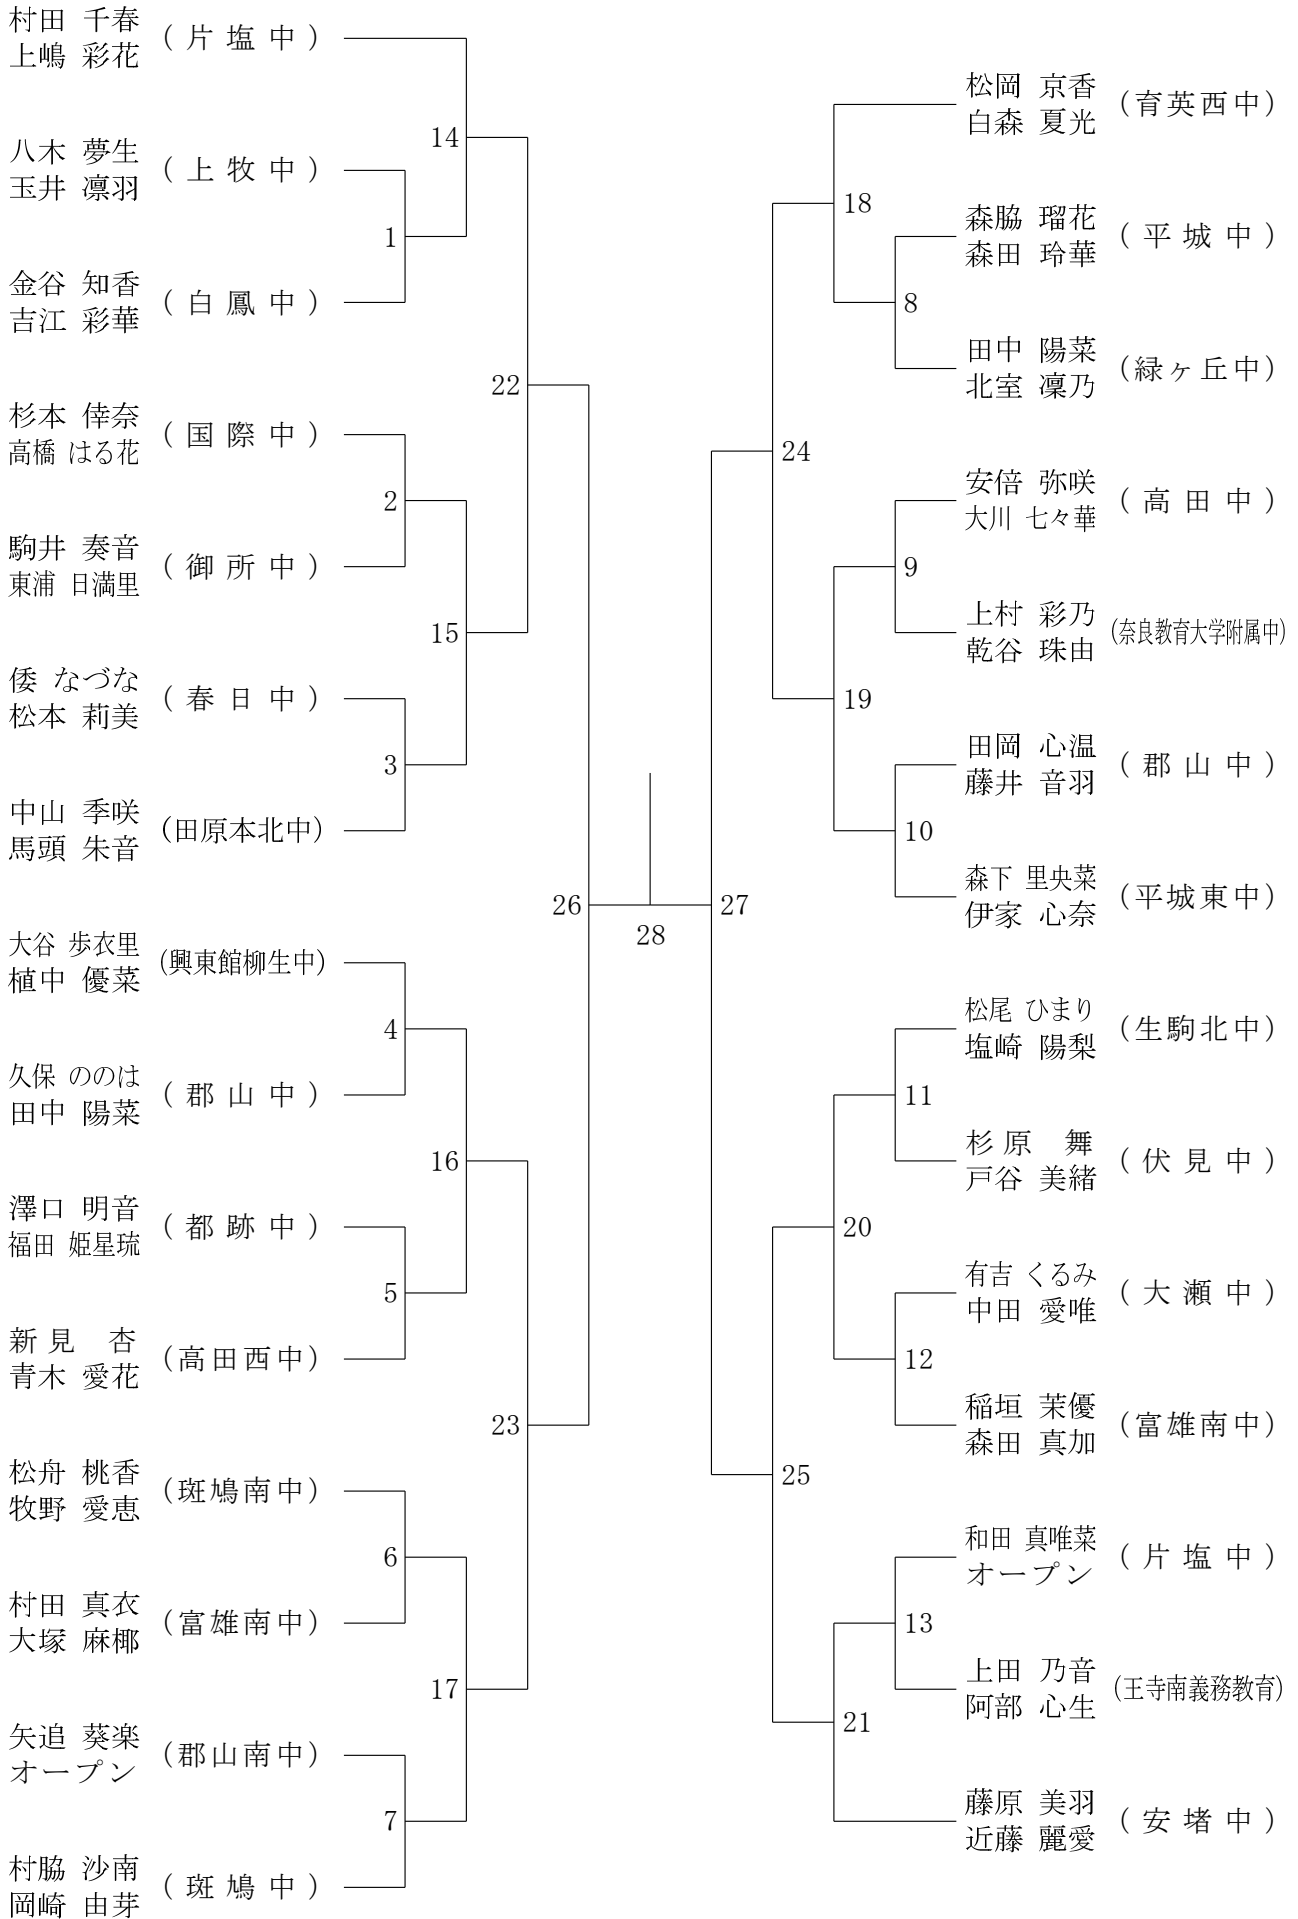 村田 千春
上嶋 彩花
(片塩中)
八木 夢生
玉井 凛羽
(上牧中)
金谷 知香
吉江 彩華
(白鳳中)
杉本 倖奈
高橋 はる花
(国際中)
駒井 奏音
東浦 日満里
(御所中)
倭 なづな
松本 莉美
(春日中)
中山 季咲
馬頭 朱音
(田原本北中)
大谷 歩衣里
植中 優菜
(興東館柳生中)
久保 ののは
田中 陽菜
(郡山中)
澤口 明音
福田 姫星琉
(都跡中)
新見 杏
青木 愛花
(高田西中)
松舟 桃香
牧野 愛恵
(斑鳩南中)
村田 真衣
大塚 麻椰
(富雄南中)
矢追 葵楽
オープン
(郡山南中)
村脇 沙南
岡崎 由芽
(斑鳩中)
1
2
3
4
5
6
7
14
15
16
17
22
23
26
28
27
24
25
18
19
20
21
8
9
10
11
12
13
松岡 京香
白森 夏光
(育英西中)
森脇 瑠花
森田 玲華
(平城中)
田中 陽菜
北室 凜乃
(緑ヶ丘中)
安倍 弥咲
大川 七々華
(高田中)
上村 彩乃
乾谷 珠由
(奈良教育大学附属中)
田岡 心温
藤井 音羽
(郡山中)
森下 里央菜
伊家 心奈
(平城東中)
松尾 ひまり
塩崎 陽梨
(生駒北中)
杉原 舞
戸谷 美緒
(伏見中)
有吉 くるみ
中田 愛唯
(大瀬中)
稲垣 茉優
森田 真加
(富雄南中)
和田 真唯菜
オープン
(片塩中)
上田 乃音
阿部 心生
(王寺南義務教育)
藤原 美羽
近藤 麗愛
(安堵中)